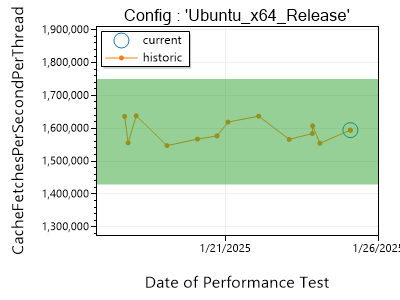 Config : 'Ubuntu_x64_Release'
CacheFetchesPerSecondPerThread
1,900,000
1,800,000
1,700,000
1,600,000
1,500,000
1,400,000
1,300,000
current
historic
1/21/2025
1/26/2025
Date of Performance Test